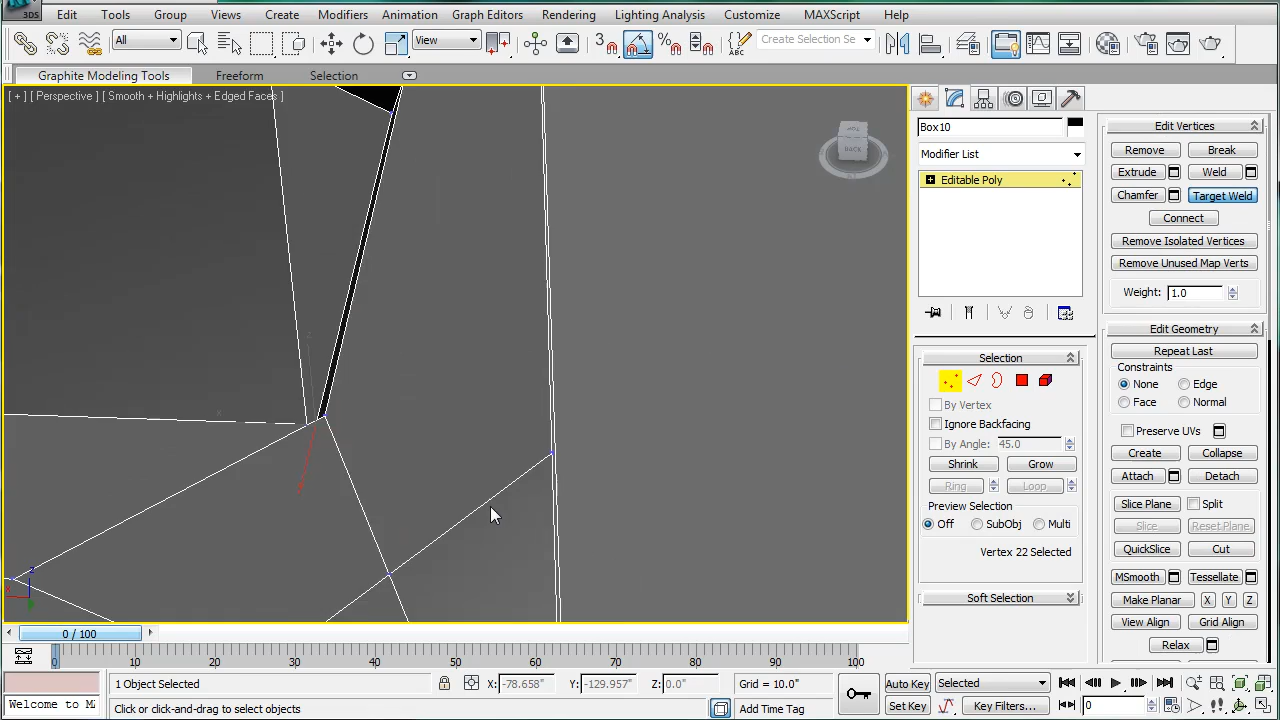 3DS Edit Tools Group Views Create Modifiers Animation Graph Editors Rendering Lighting Analysis Customize MAXScript Help
All View 3 ABC Create Selection Se
Graphite Modeling Tools Freeform Selection
[ + ] [ Perspective ] [ Smooth + Highlights + Edged Faces ]
TOP
BACK
z
x
z
x
Box10
Modifier List
Editable Poly
Selection
By Vertex
Ignore Backfacing
By Angle: 45.0
Shrink Grow
Ring Loop
Preview Selection
Off SubObj Multi
Vertex 22 Selected
Soft Selection
Edit Vertices
Remove Break
Extrude Weld
Chamfer Target Weld
Connect
Remove Isolated Vertices
Remove Unused Map Verts
Weight: 1.0
Edit Geometry
Repeat Last
Constraints
None Edge
Face Normal
Preserve UVs
Create Collapse
Attach Detach
Slice Plane Split
Slice Reset Plane
QuickSlice Cut
MSmooth Tessellate
Make Planar X Y Z
View Align Grid Align
Relax
0 / 100
0 10 20 30 40 50 60 70 80 90 100
1 Object Selected X: -78.658" Y: -129.957" Z: 0.0" Grid = 10.0" Auto Key Selected
Welcome to M Click or click-and-drag to select objects Add Time Tag Set Key Key Filters... 0